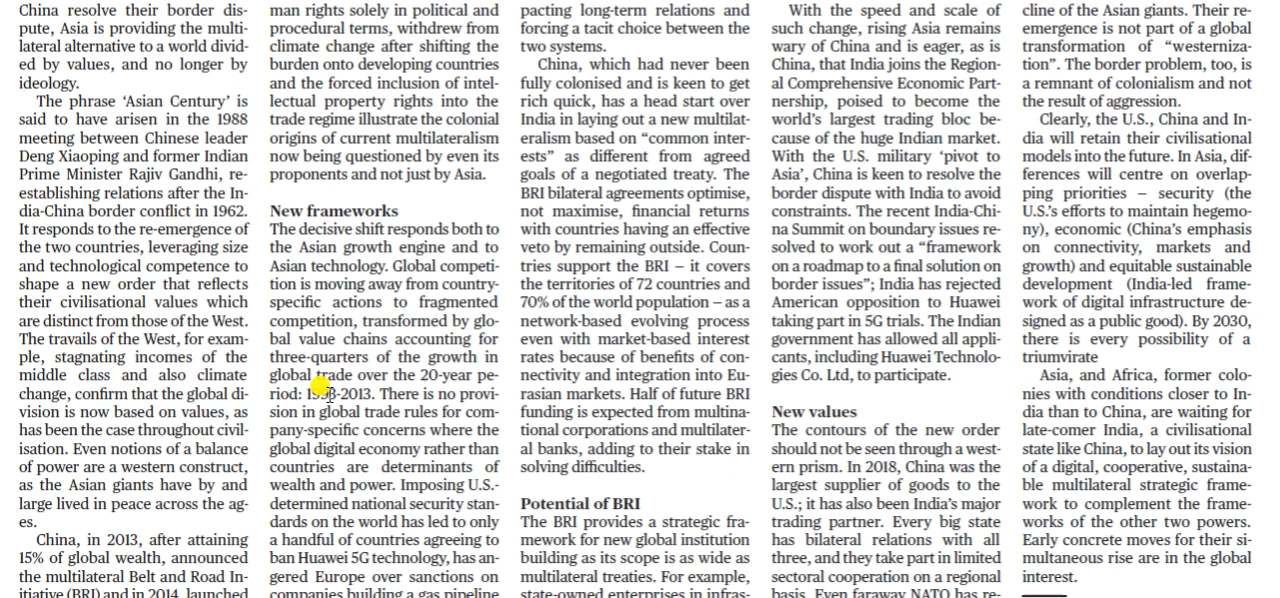 China resolve their border dis-
pute, Asia is providing the multi-
lateral alternative to a world divid-
ed by values, and no longer by
ideology.
The phrase ‘Asian Century’ is
said to have arisen in the 1988
meeting between Chinese leader
Deng Xiaoping and former Indian
Prime Minister Rajiv Gandhi, re-
establishing relations after the In-
dia-China border conflict in 1962.
It responds to the re-emergence of
the two countries, leveraging size
and technological competence to
shape a new order that reflects
their civilisational values which
are distinct from those of the West.
The travails of the West, for exam-
ple, stagnating incomes of the
middle class and also climate
change, confirm that the global di-
vision is now based on values, as
has been the case throughout civil-
isation. Even notions of a balance
of power are a western construct,
as the Asian giants have by and
large lived in peace across the ag-
es.
China, in 2013, after attaining
15% of global wealth, announced
the multilateral Belt and Road In-
itiative (BRI) and in 2014, launched
man rights solely in political and
procedural terms, withdrew from
climate change after shifting the
burden onto developing countries
and the forced inclusion of intel-
lectual property rights into the
trade regime illustrate the colonial
origins of current multilateralism
now being questioned by even its
proponents and not just by Asia.
New frameworks
The decisive shift responds both to
the Asian growth engine and to
Asian technology. Global competi-
tion is moving away from country-
specific actions to fragmented
competition, transformed by glo-
bal value chains accounting for
three-quarters of the growth in
global trade over the 20-year pe-
riod: -2013. There is no provi-
sion in global trade rules for com-
pany-specific concerns where the
global digital economy rather than
countries are determinants of
wealth and power. Imposing U.S.-
determined national security stan-
dards on the world has led to only
a handful of countries agreeing to
ban Huawei 5G technology, has an-
gered Europe over sanctions on
companies building a gas pipeline
pacting long-term relations and
forcing a tacit choice between the
two systems.
China, which had never been
fully colonised and is keen to get
rich quick, has a head start over
India in laying out a new multilat-
eralism based on “common inter-
ests” as different from agreed
goals of a negotiated treaty. The
BRI bilateral agreements optimise,
not maximise, financial returns
with countries having an effective
veto by remaining outside. Coun-
tries support the BRI – it covers
the territories of 72 countries and
70% of the world population – as a
network-based evolving process
even with market-based interest
rates because of benefits of con-
nectivity and integration into Eu-
rasian markets. Half of future BRI
funding is expected from multina-
tional corporations and multilater-
al banks, adding to their stake in
solving difficulties.
Potential of BRI
The BRI provides a strategic fra-
mework for new global institution
building as its scope is as wide as
multilateral treaties. For example,
state-owned enterprises in infras-
With the speed and scale of
such change, rising Asia remains
wary of China and is eager, as is
China, that India joins the Region-
al Comprehensive Economic Part-
nership, poised to become the
world’s largest trading bloc be-
cause of the huge Indian market.
With the U.S. military ‘pivot to
Asia’, China is keen to resolve the
border dispute with India to avoid
constraints. The recent India-Chi-
na Summit on boundary issues re-
solved to work out a “framework
on a roadmap to a final solution on
border issues”; India has rejected
American opposition to Huawei
taking part in 5G trials. The Indian
government has allowed all appli-
cants, including Huawei Technolo-
gies Co. Ltd, to participate.
New values
The contours of the new order
should not be seen through a west-
ern prism. In 2018, China was the
largest supplier of goods to the
U.S.; it has also been India’s major
trading partner. Every big state
has bilateral relations with all
three, and they take part in limited
sectoral cooperation on a regional
basis. Even faraway NATO has re-
cline of the Asian giants. Their re-
emergence is not part of a global
transformation of “westerniza-
tion”. The border problem, too, is
a remnant of colonialism and not
the result of aggression.
Clearly, the U.S., China and In-
dia will retain their civilisational
models into the future. In Asia, dif-
ferences will centre on overlap-
ping priorities – security (the
U.S.’s efforts to maintain hegemo-
ny), economic (China’s emphasis
on connectivity, markets and
growth) and equitable sustainable
development (India-led frame-
work of digital infrastructure de-
signed as a public good). By 2030,
there is every possibility of a
triumvirate
Asia, and Africa, former colo-
nies with conditions closer to In-
dia than to China, are waiting for
late-comer India, a civilisational
state like China, to lay out its vision
of a digital, cooperative, sustaina-
ble multilateral strategic frame-
work to complement the frame-
works of the other two powers.
Early concrete moves for their si-
multaneous rise are in the global
interest.